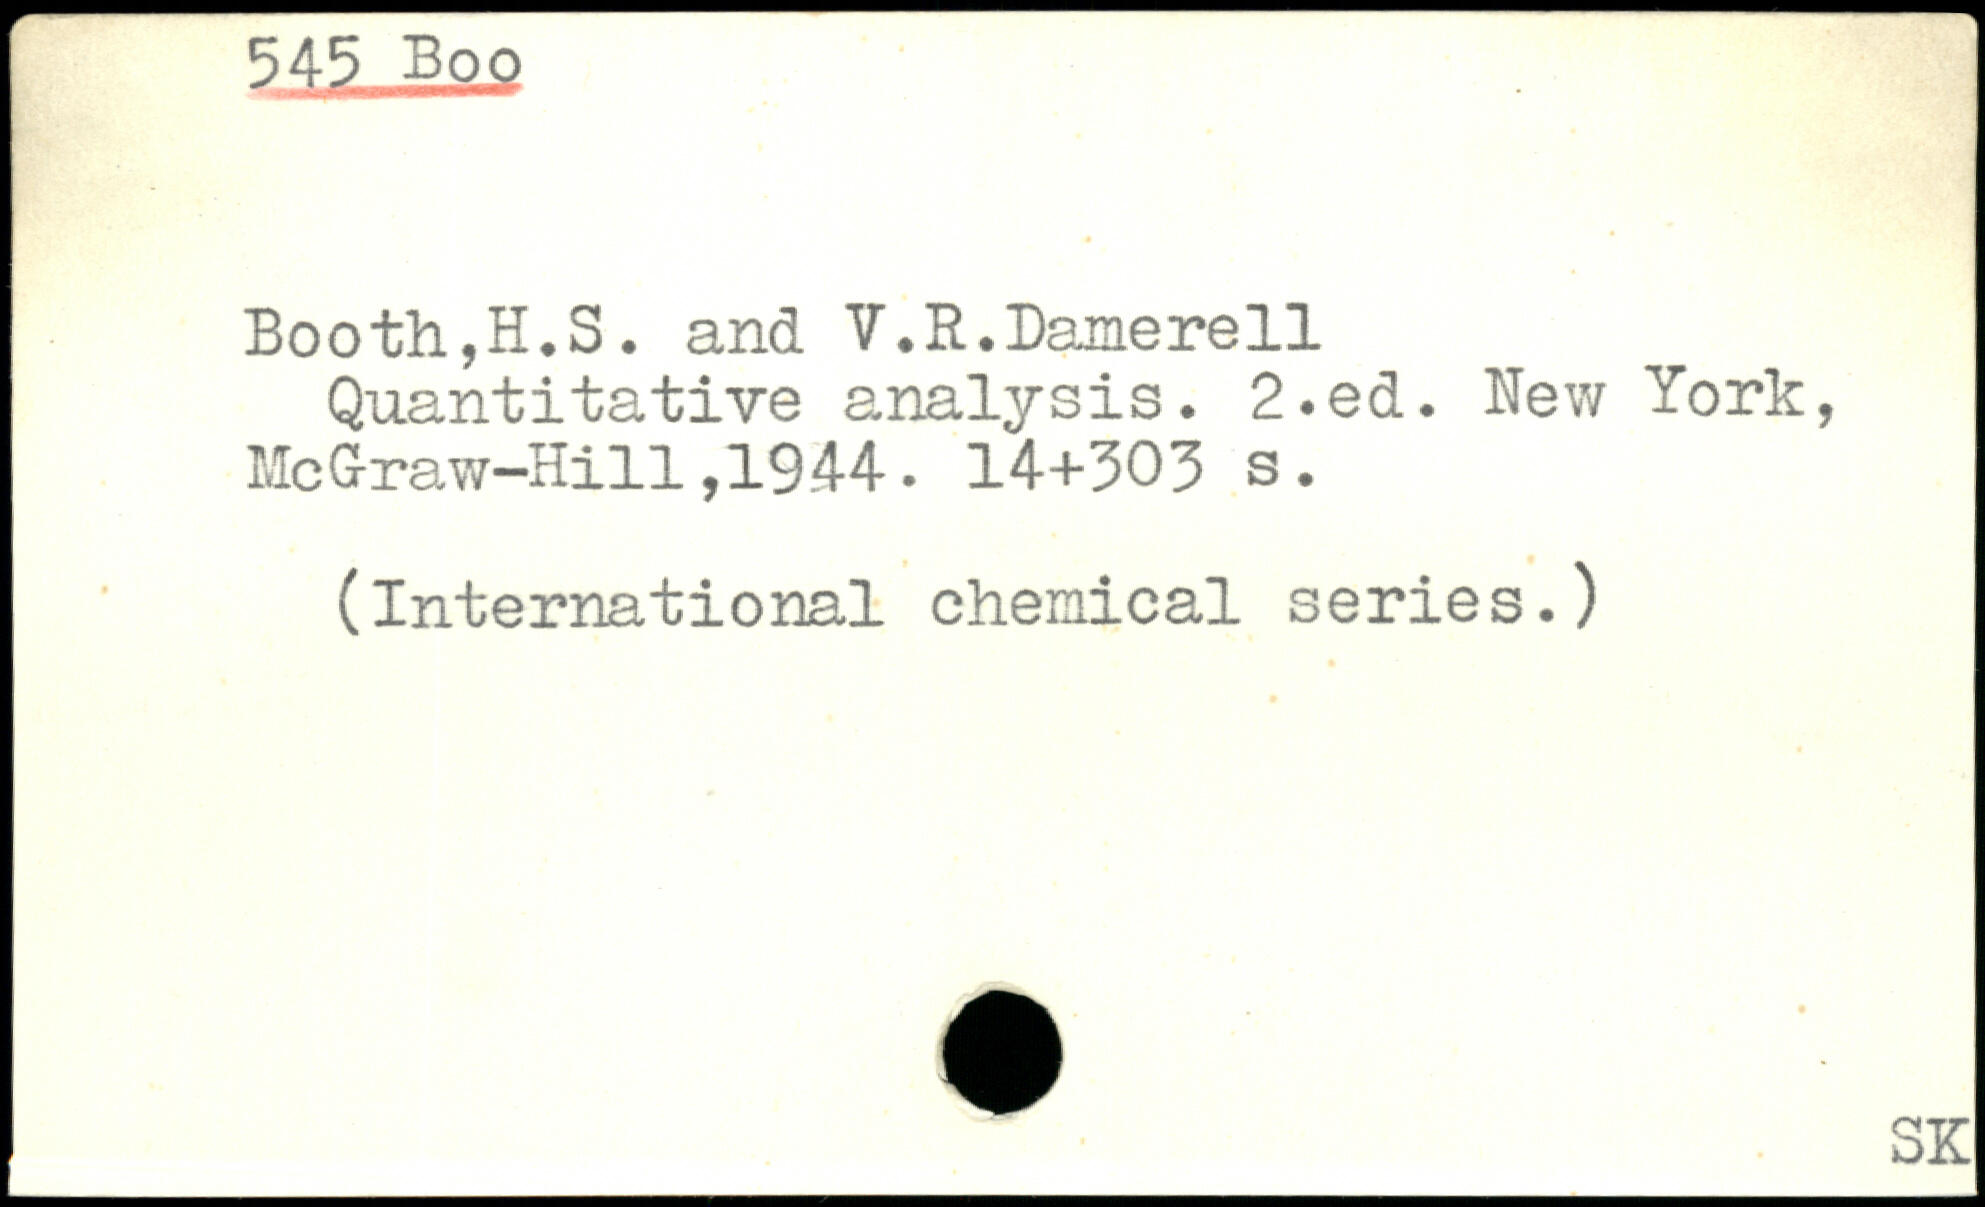 545 Boo
Booth,H.S. and V.R.Damerell
Quantitative analysis. 2.ed. New York,
McGraw-Hill,1944. 14+303 s.
(International chemical series.)
SK